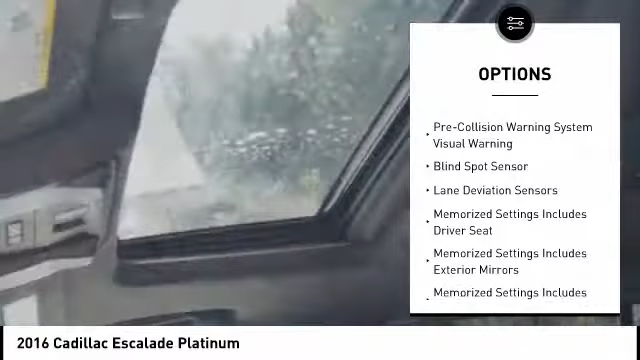 OPTIONS
• Pre-Collision Warning System
Visual Warning
• Blind Spot Sensor
• Lane Deviation Sensors
• Memorized Settings Includes
Driver Seat
• Memorized Settings Includes
Exterior Mirrors
• Memorized Settings Includes
2016 Cadillac Escalade Platinum